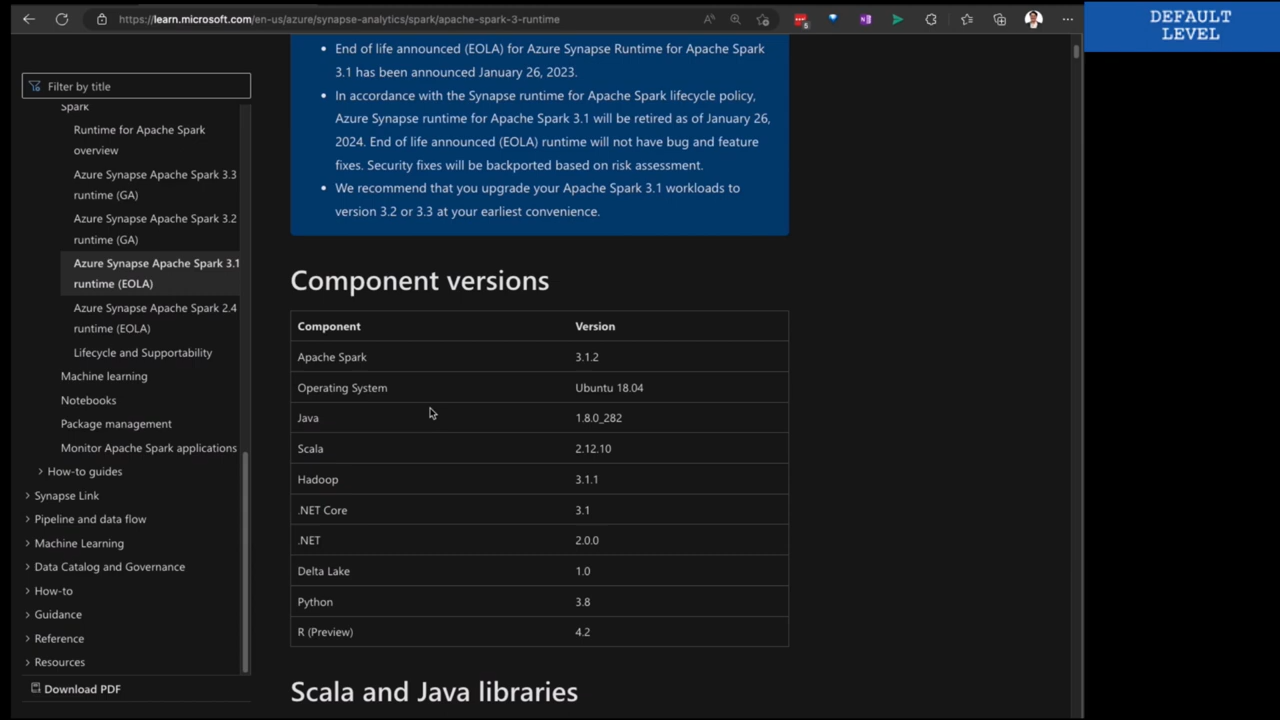 https://learn.microsoft.com/en-us/azure/synapse-analytics/spark/apache-spark-3-runtime
A
5
N
DEFAULT
LEVEL
Filter by title
Spark
Runtime for Apache Spark
overview
Azure Synapse Apache Spark 3.3
runtime (GA)
Azure Synapse Apache Spark 3.2
runtime (GA)
Azure Synapse Apache Spark 3.1
runtime (EOLA)
Azure Synapse Apache Spark 2.4
runtime (EOLA)
Lifecycle and Supportability
Machine learning
Notebooks
Package management
Monitor Apache Spark applications
How-to guides
Synapse Link
Pipeline and data flow
Machine Learning
Data Catalog and Governance
How-to
Guidance
Reference
Resources
Download PDF
End of life announced (EOLA) for Azure Synapse Runtime for Apache Spark
3.1 has been announced January 26, 2023.
In accordance with the Synapse runtime for Apache Spark lifecycle policy,
Azure Synapse runtime for Apache Spark 3.1 will be retired as of January 26,
2024. End of life announced (EOLA) runtime will not have bug and feature
fixes. Security fixes will be backported based on risk assessment.
We recommend that you upgrade your Apache Spark 3.1 workloads to
version 3.2 or 3.3 at your earliest convenience.
Component versions
Component Version
Apache Spark 3.1.2
Operating System Ubuntu 18.04
Java 1.8.0_282
Scala 2.12.10
Hadoop 3.1.1
.NET Core 3.1
.NET 2.0.0
Delta Lake 1.0
Python 3.8
R (Preview) 4.2
Scala and Java libraries